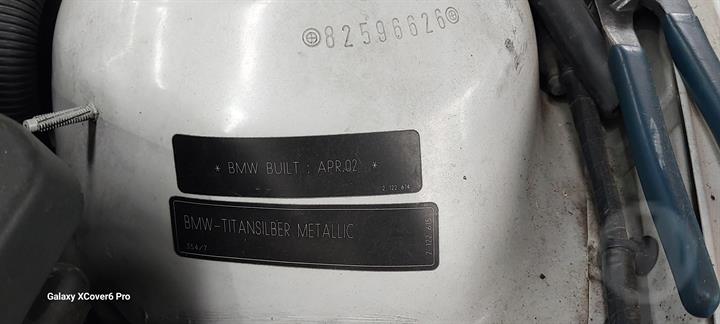 82596626
* BMW BUILT : APR.02 *
2 122 614
BMW-TITANSILBER METALLIC
354/7
2 122 615
Galaxy XCover6 Pro